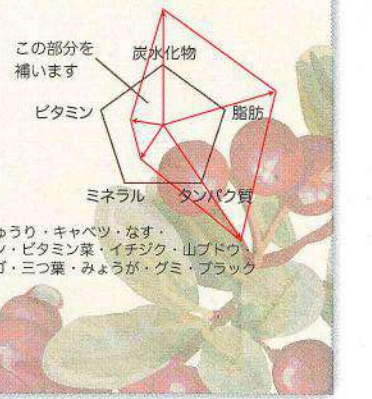 この部分を
補います
炭水化物
ビタミン
脂肪
ミネラル
タンパク質
ゅうり・キャベツ・なす・
・ビタミン菜・イチジク・山ブドウ・
・三つ葉・みょうが・グミ・ブラック